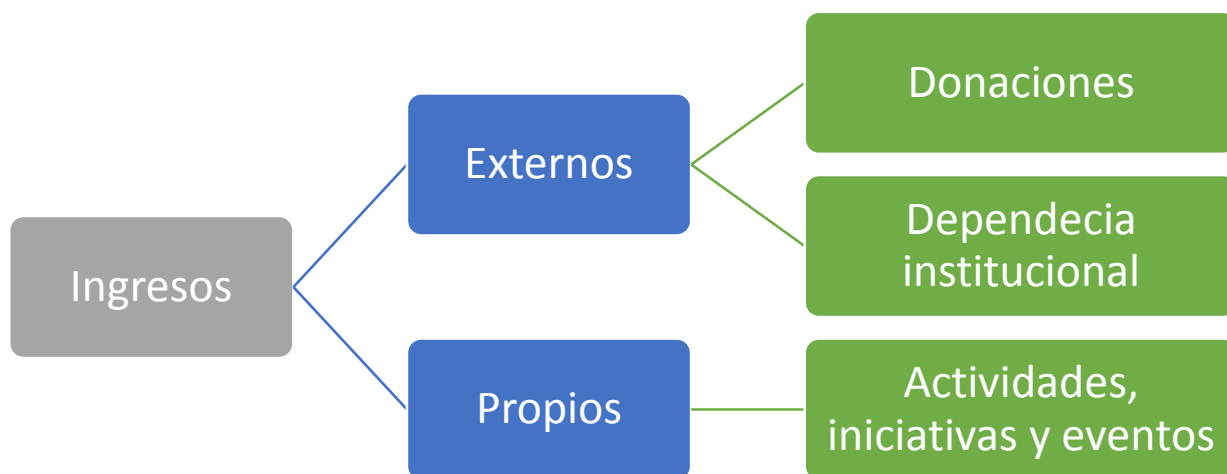 Ingresos
Externos
Donaciones
Dependecia
institucional
Propios
Actividades,
iniciativas y eventos